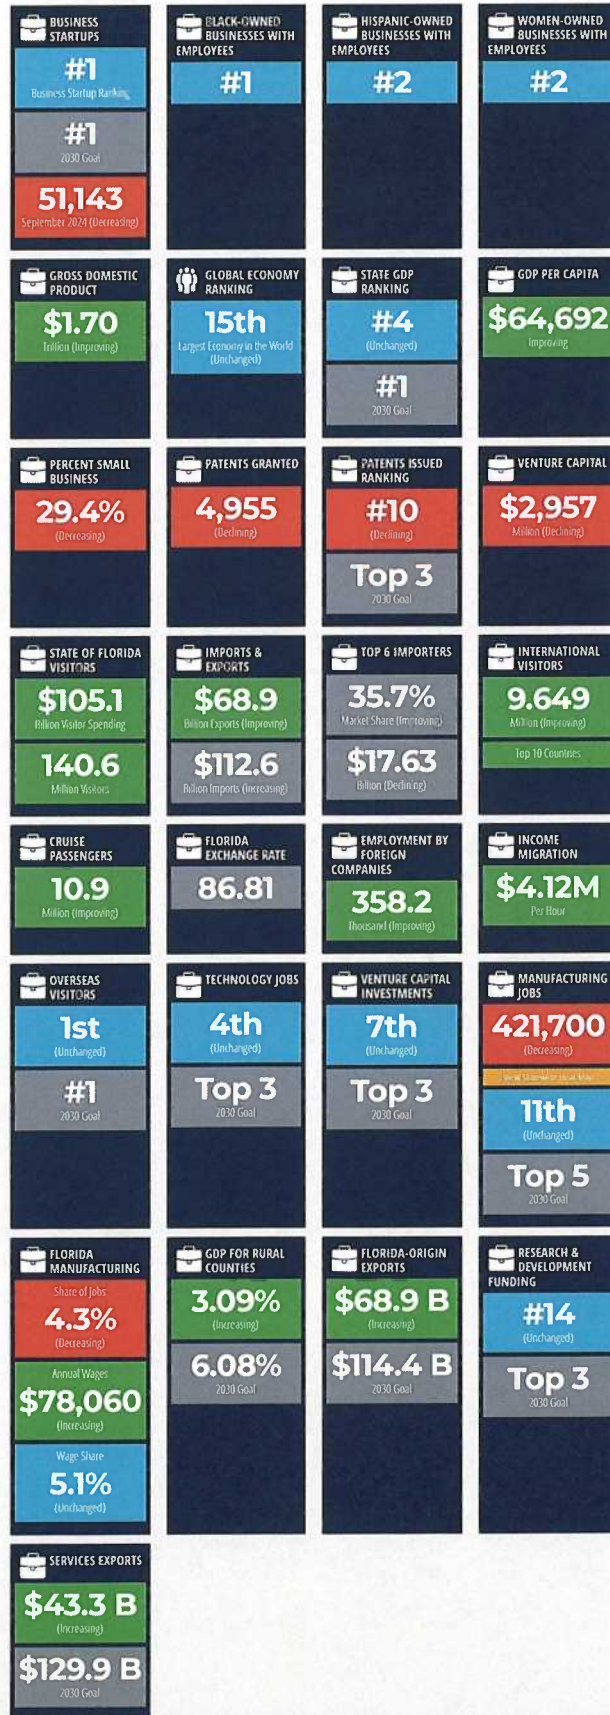 BUSINESS
STARTUPS
#1
Business Startup Ranking
#1
2030 Goal
51,143
September 2024 (Decreasing)
BLACK-OWNED
BUSINESSES WITH
EMPLOYEES
#1
HISPANIC-OWNED
BUSINESSES WITH
EMPLOYEES
#2
WOMEN-OWNED
BUSINESSES WITH
EMPLOYEES
#2
GROSS DOMESTIC
PRODUCT
$1.70
Trillion (Improving)
GLOBAL ECONOMY
RANKING
15th
Largest Economy in the World
(Unchanged)
STATE GDP
RANKING
#4
(Unchanged)
#1
2030 Goal
GDP PER CAPITA
$64,692
Improving
PERCENT SMALL
BUSINESS
29.4%
(Decreasing)
PATENTS GRANTED
4,955
(Declining)
PATENTS ISSUED
RANKING
#10
(Declining)
Top 3
2030 Goal
VENTURE CAPITAL
$2,957
Million (Declining)
STATE OF FLORIDA
VISITORS
$105.1
Billion Visitor Spending
140.6
Million Visitors
IMPORTS &
EXPORTS
$68.9
Billion Exports (Improving)
$112.6
Billion Imports (Increasing)
TOP 6 IMPORTERS
35.7%
Market Share (Improving)
$17.63
Billion (Declining)
INTERNATIONAL
VISITORS
9.649
Million (Improving)
Top 10 Countries
CRUISE
PASSENGERS
10.9
Million (Improving)
FLORIDA
EXCHANGE RATE
86.81
EMPLOYMENT BY
FOREIGN
COMPANIES
358.2
Thousand (Improving)
INCOME
MIGRATION
$4.12M
Per Hour
OVERSEAS
VISITORS
1st
(Unchanged)
#1
2030 Goal
TECHNOLOGY JOBS
4th
(Unchanged)
Top 3
2030 Goal
VENTURE CAPITAL
INVESTMENTS
7th
(Unchanged)
Top 3
2030 Goal
MANUFACTURING
JOBS
421,700
(Decreasing)
11th
(Unchanged)
Top 5
2030 Goal
FLORIDA
MANUFACTURING
Share of Jobs
4.3%
(Decreasing)
Annual Wages
$78,060
(Increasing)
Wage Share
5.1%
(Unchanged)
GDP FOR RURAL
COUNTIES
3.09%
(Increasing)
6.08%
2030 Goal
FLORIDA-ORIGIN
EXPORTS
$68.9 B
(Increasing)
$114.4 B
2030 Goal
RESEARCH &
DEVELOPMENT
FUNDING
#14
(Unchanged)
Top 3
2030 Goal
SERVICES EXPORTS
$43.3 B
(Increasing)
$129.9 B
2030 Goal